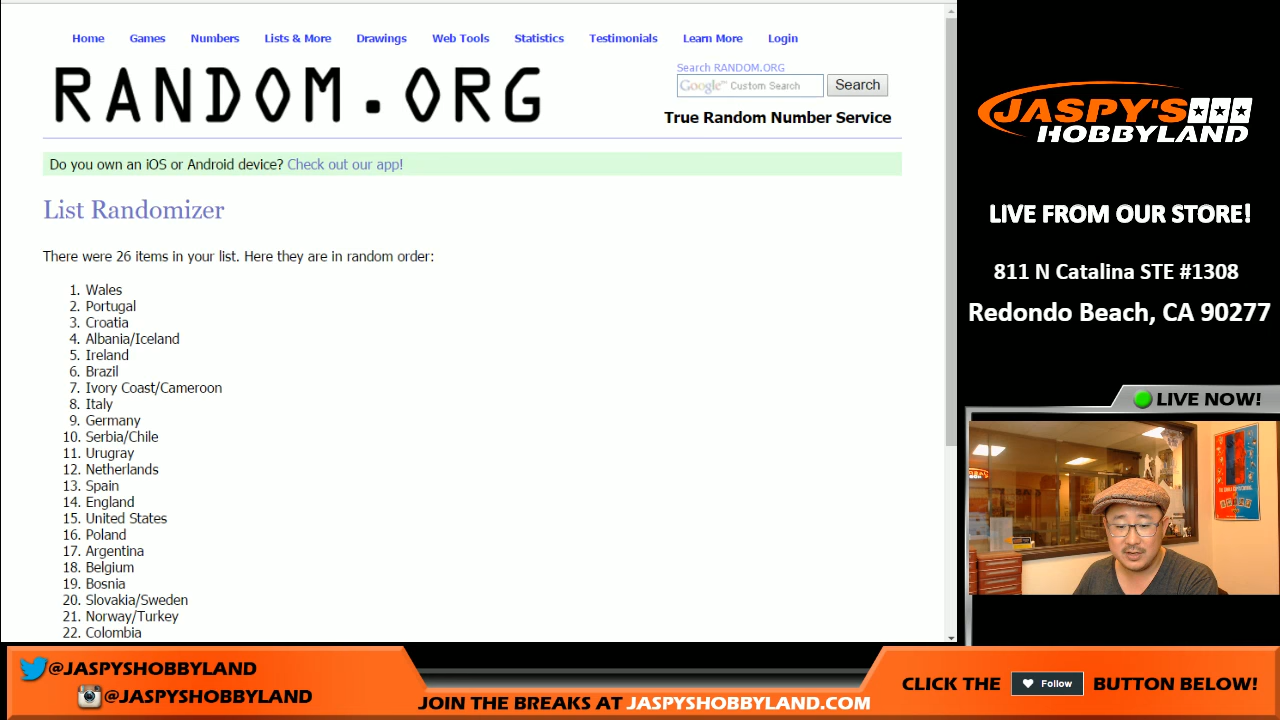 Home Games Numbers Lists & More Drawings Web Tools Statistics Testimonials Learn More Login
RANDOM.ORG
Search RANDOM.ORG
Google™ Custom Search Search
True Random Number Service
Do you own an iOS or Android device? Check out our app!
List Randomizer
There were 26 items in your list. Here they are in random order:
1. Wales
2. Portugal
3. Croatia
4. Albania/Iceland
5. Ireland
6. Brazil
7. Ivory Coast/Cameroon
8. Italy
9. Germany
10. Serbia/Chile
11. Urugray
12. Netherlands
13. Spain
14. England
15. United States
16. Poland
17. Argentina
18. Belgium
19. Bosnia
20. Slovakia/Sweden
21. Norway/Turkey
22. Colombia
JASPY'S
HOBBYLAND
LIVE FROM OUR STORE!
811 N Catalina STE #1308
Redondo Beach, CA 90277
LIVE NOW!
@JASPYSHOBBYLAND
@JASPYSHOBBYLAND
JOIN THE BREAKS AT JASPYSHOBBYLAND.COM
CLICK THE Follow BUTTON BELOW!